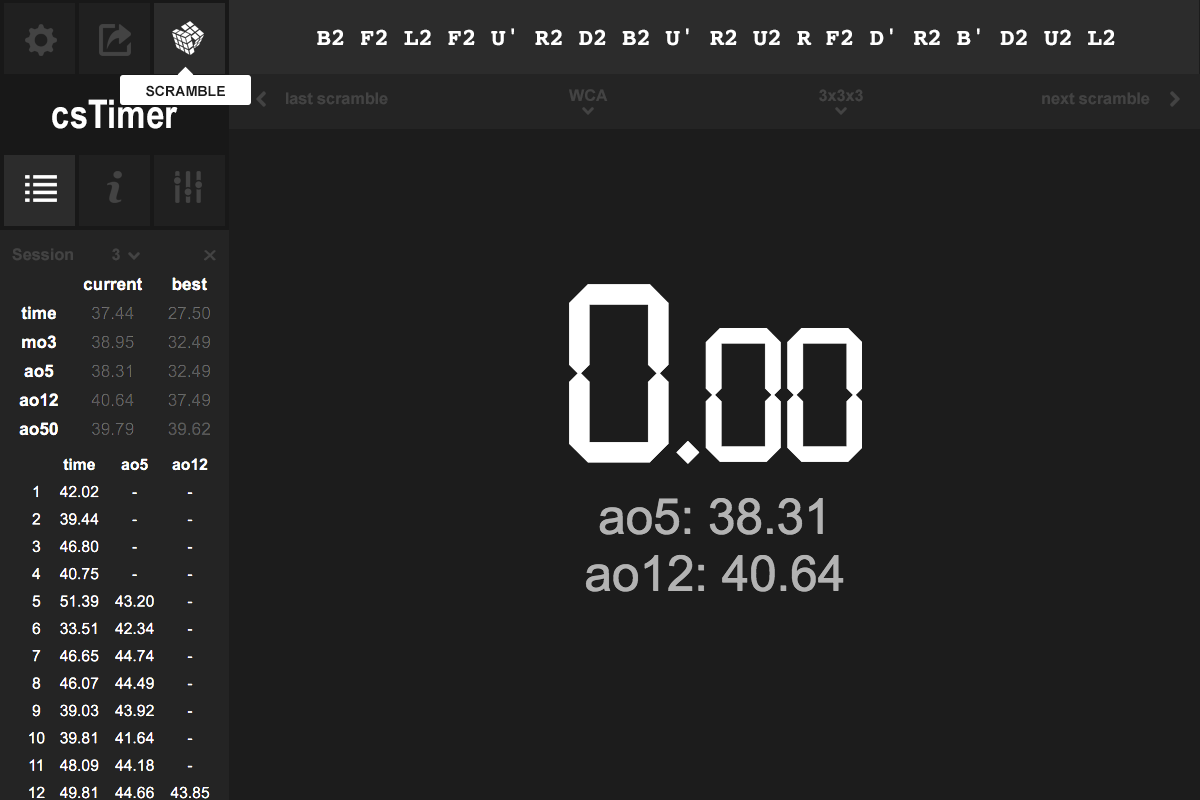 B2 F2 L2 F2 U' R2 D2 B2 U' R2 U2 R F2 D' R2 B' D2 U2 L2
SCRAMBLE
last scramble WCA 3x3x3 next scramble
csTimer
Session 3
current best
time 37.44 27.50
mo3 38.95 32.49
ao5 38.31 32.49
ao12 40.64 37.49
ao50 39.79 39.62
time ao5 ao12
1 42.02 - -
2 39.44 - -
3 46.80 - -
4 40.75 - -
5 51.39 43.20 -
6 33.51 42.34 -
7 46.65 44.74 -
8 46.07 44.49 -
9 39.03 43.92 -
10 39.81 41.64 -
11 48.09 44.18 -
12 49.81 44.66 43.85
0.00
ao5: 38.31
ao12: 40.64